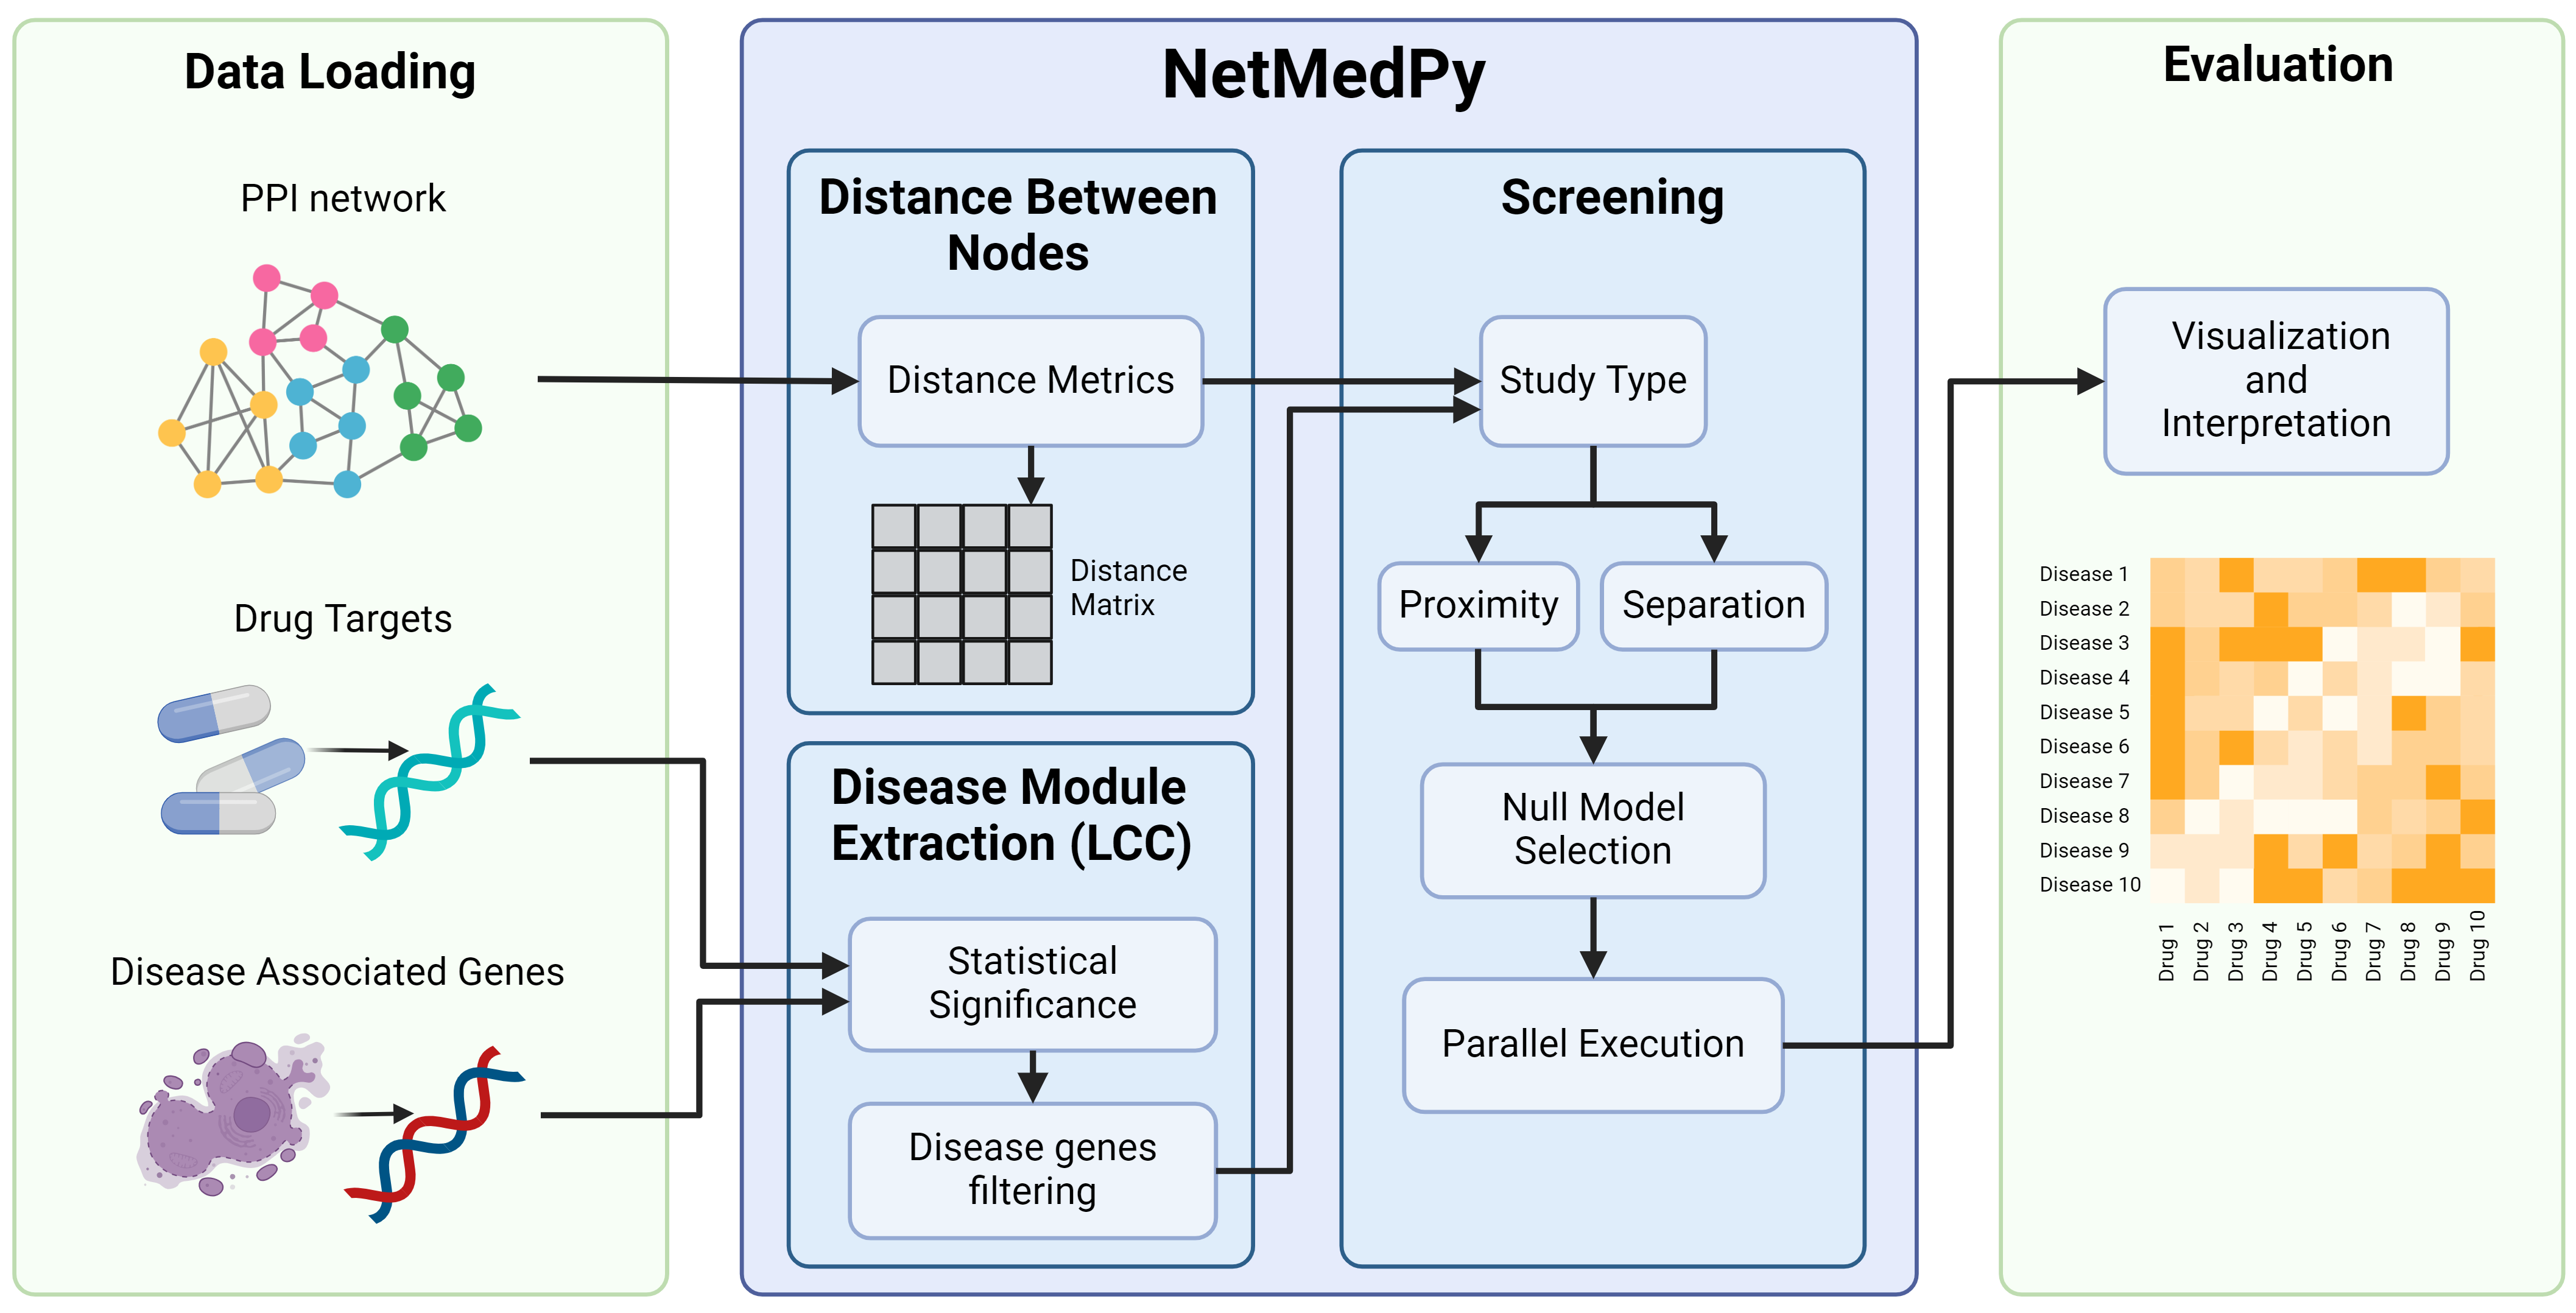 Data Loading
PPI network
Drug Targets
Disease Associated Genes
NetMedPy
Distance Between
Nodes
Distance Metrics
Distance
Matrix
Disease Module
Extraction (LCC)
Statistical
Significance
Disease genes
filtering
Screening
Study Type
Proximity
Separation
Null Model
Selection
Parallel Execution
Evaluation
Visualization
and
Interpretation
Disease 1
Disease 2
Disease 3
Disease 4
Disease 5
Disease 6
Disease 7
Disease 8
Disease 9
Disease 10
Drug 1
Drug 2
Drug 3
Drug 4
Drug 5
Drug 6
Drug 7
Drug 8
Drug 9
Drug 10